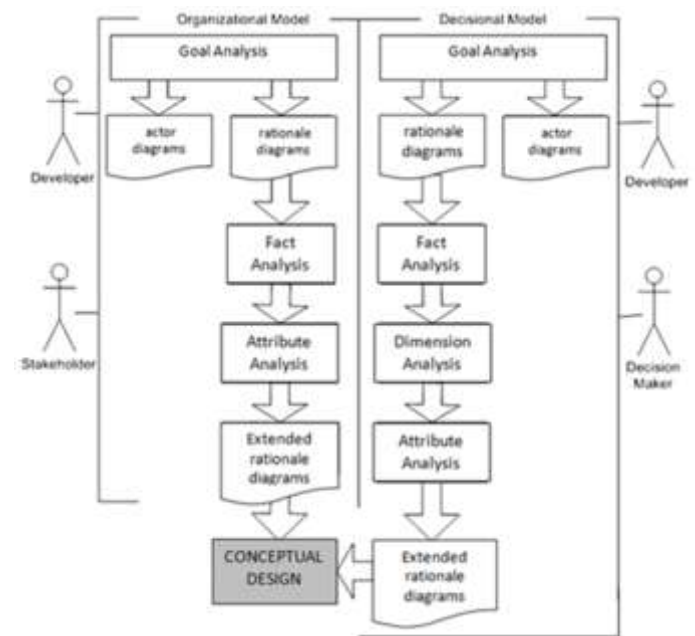 Organizational Model
Decisional Model
Goal Analysis
Goal Analysis
actor
diagrams
rationale
diagrams
rationale
diagrams
actor
diagrams
Developer
Developer
Fact
Analysis
Fact
Analysis
Stakeholder
Attribute
Analysis
Dimension
Analysis
Decision
Maker
Extended
rationale
diagrams
Attribute
Analysis
CONCEPTUAL
DESIGN
Extended
rationale
diagrams